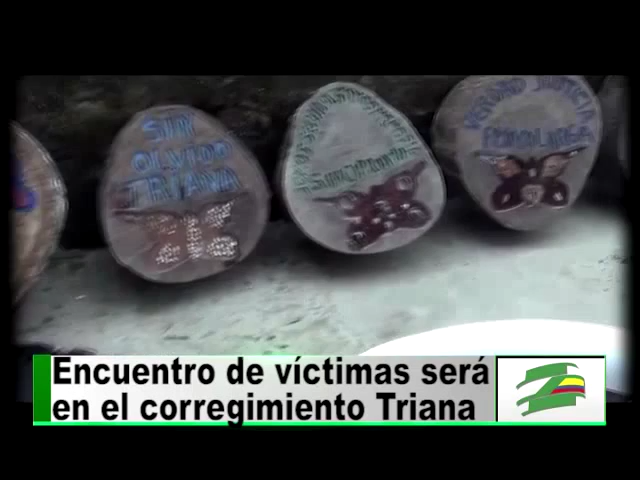 SIN
OLVIDO
TRIANA
VERDAD JUSTICIA
Encuentro de víctimas será
en el corregimiento Triana